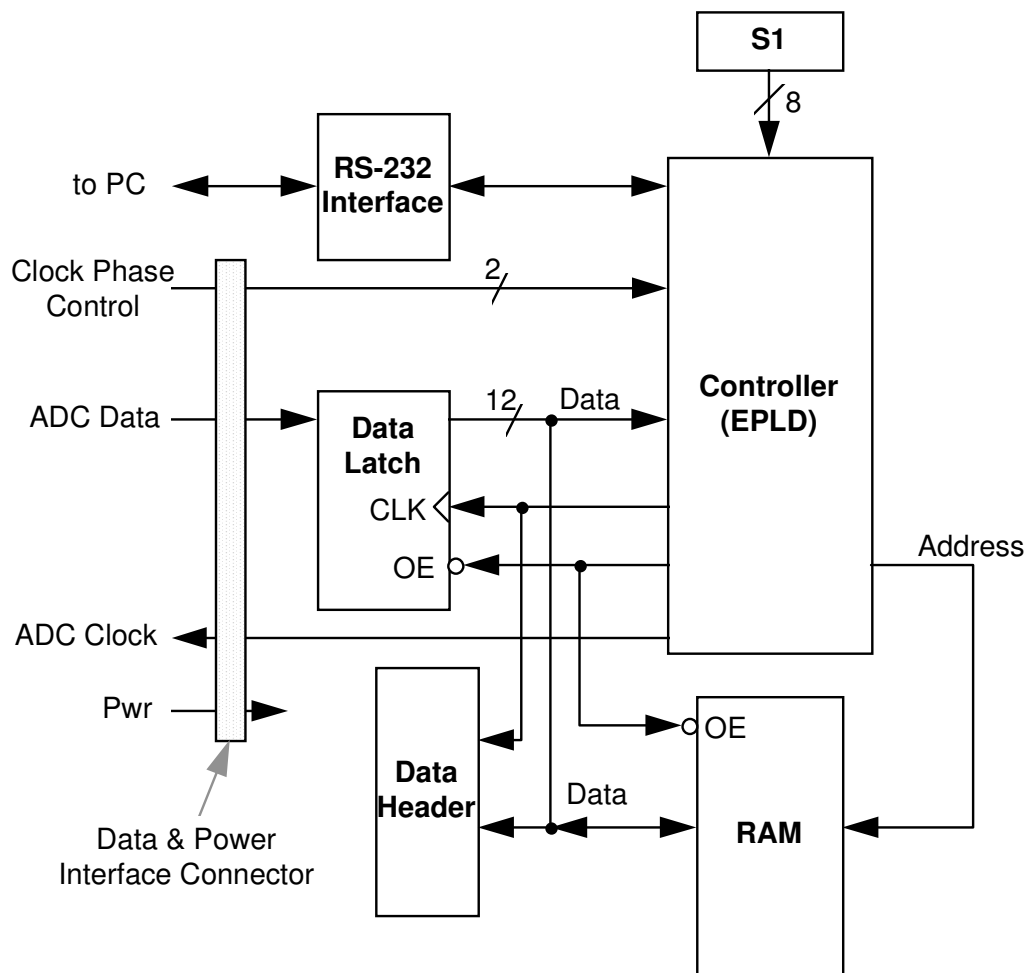 S1
8
RS-232
Interface
to PC
Clock Phase
Control
2
Controller
(EPLD)
ADC Data
12
Data
Data
Latch
CLK
OE
Address
ADC Clock
Pwr
OE
Data
Header
Data
RAM
Data & Power
Interface Connector